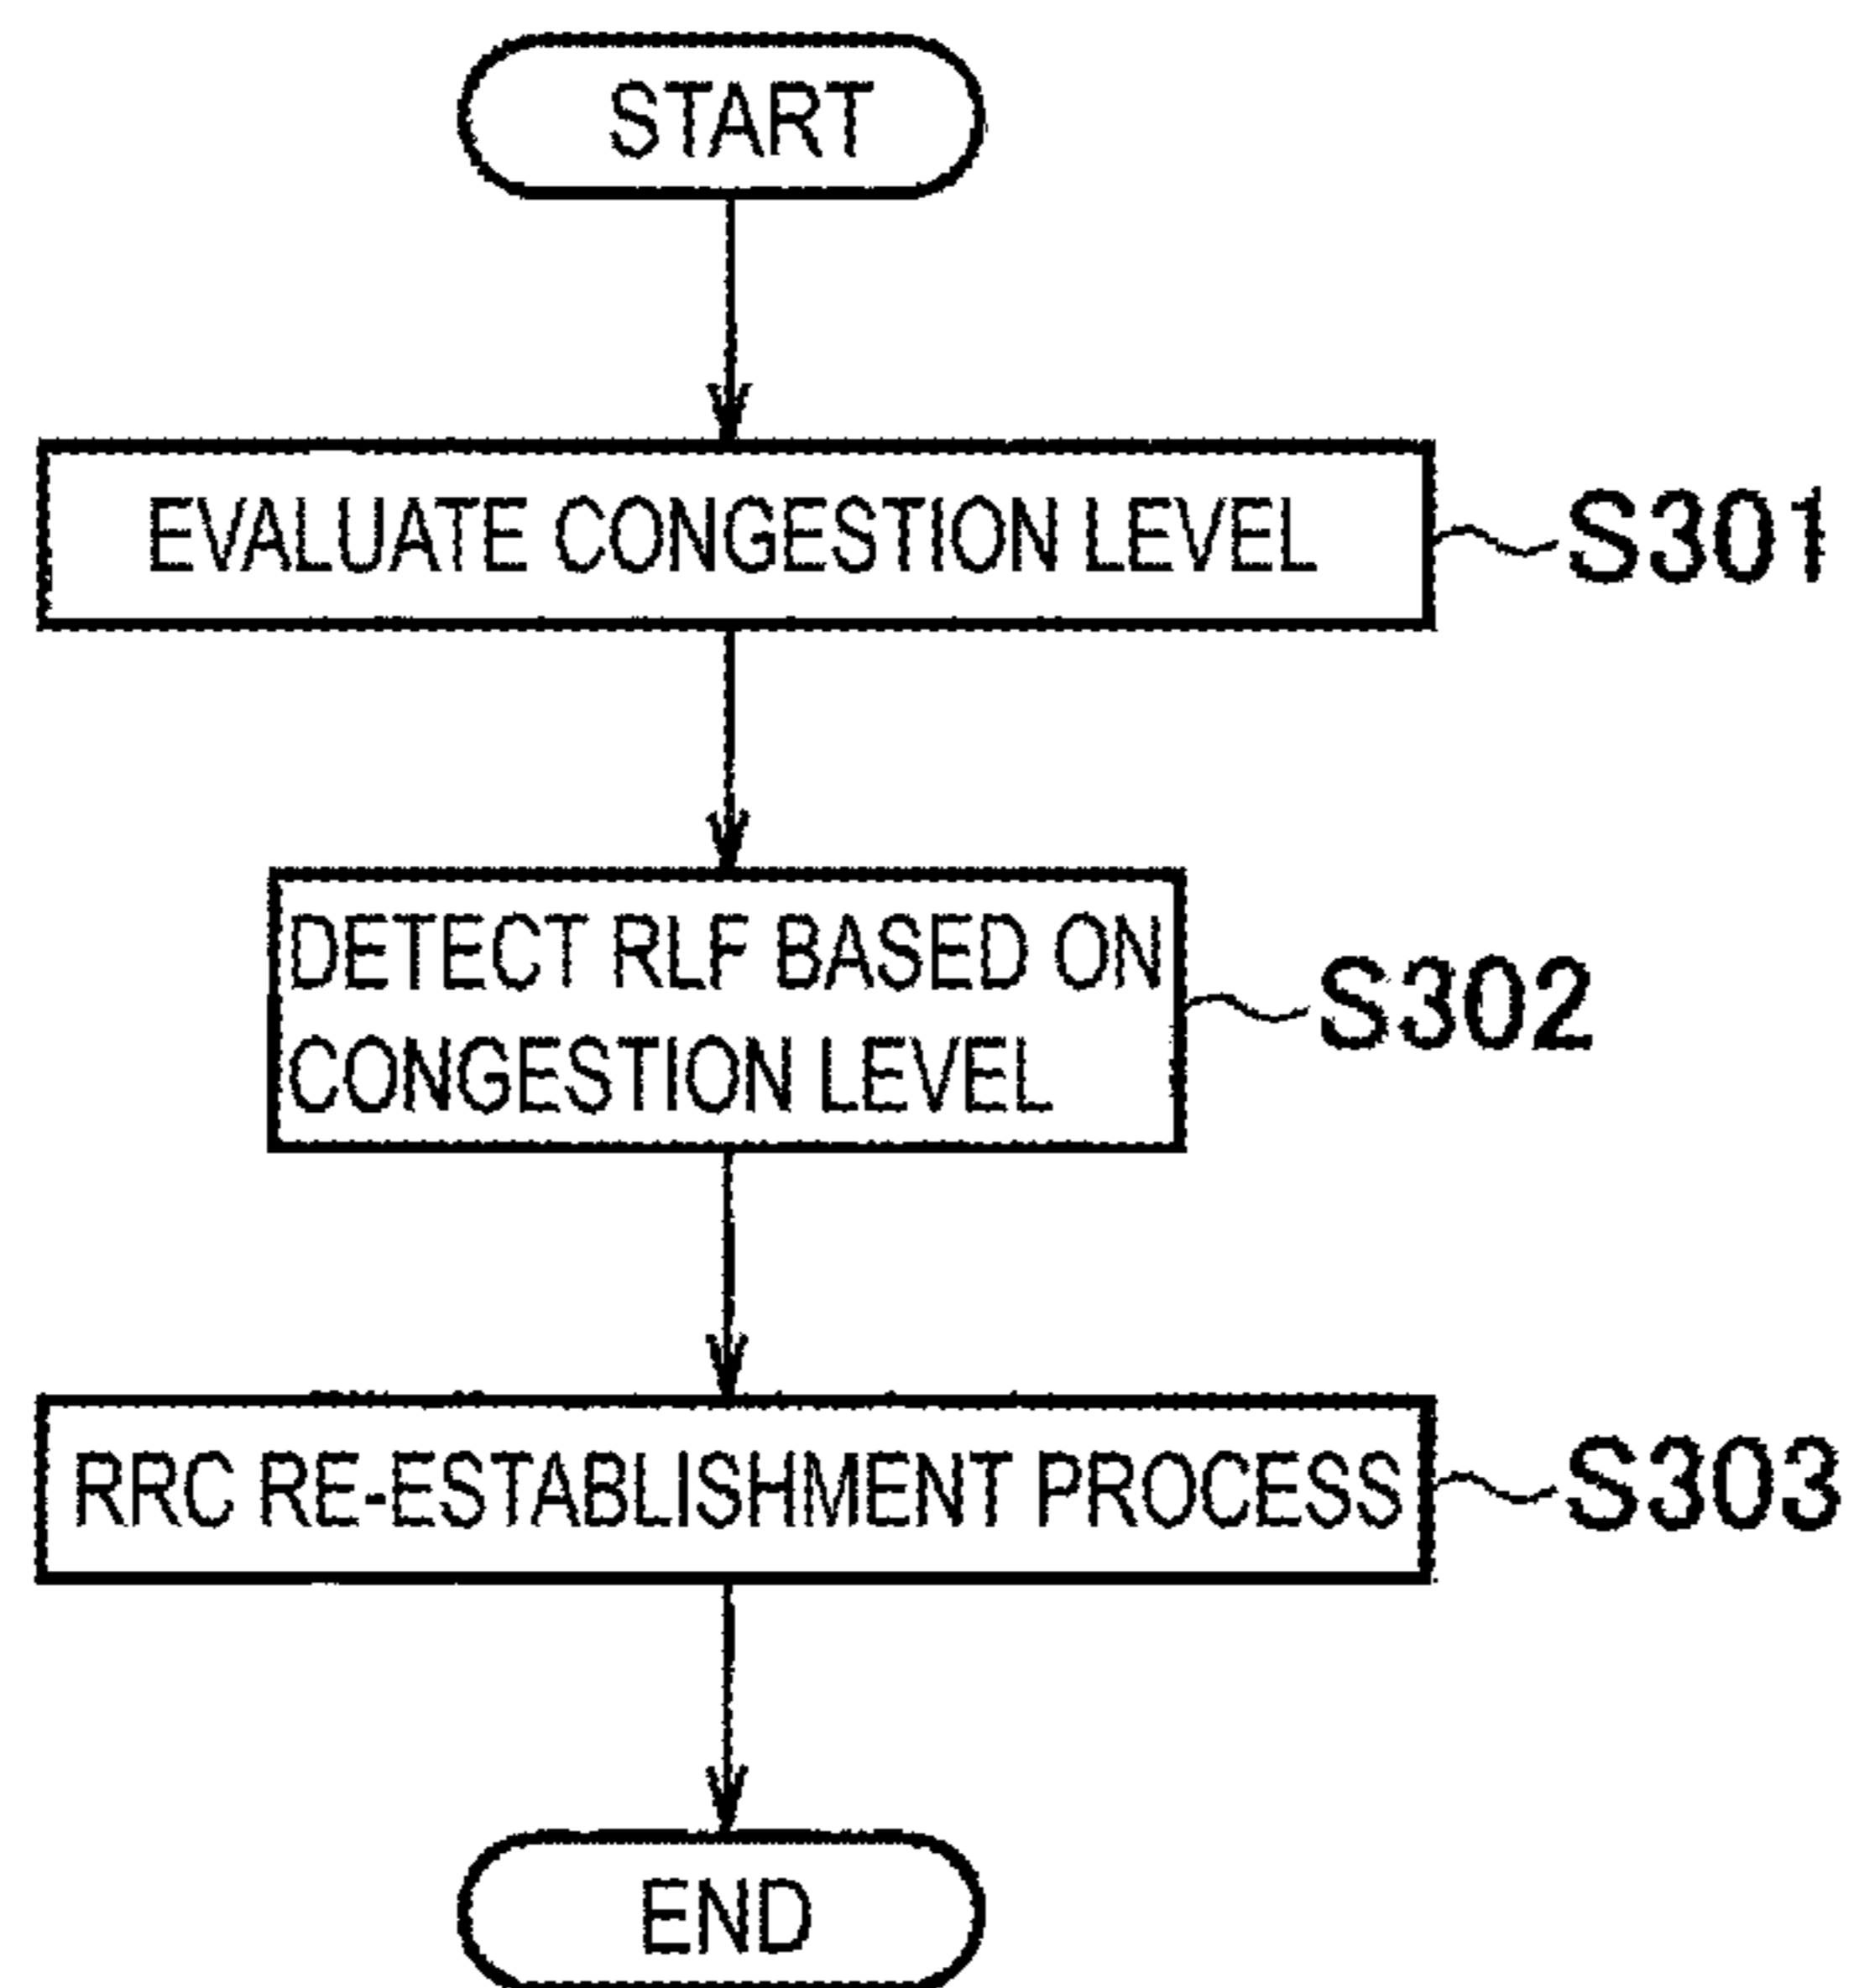 START
EVALUATE CONGESTION LEVEL
S301
DETECT RLF BASED ON
CONGESTION LEVEL
S302
RRC RE-ESTABLISHMENT PROCESS
S303
END